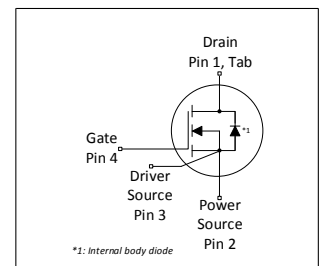 Drain
Pin 1, Tab
*1
Gate
Pin 4
Driver
Source
Pin 3
Power
Source
Pin 2
*1: Internal body diode